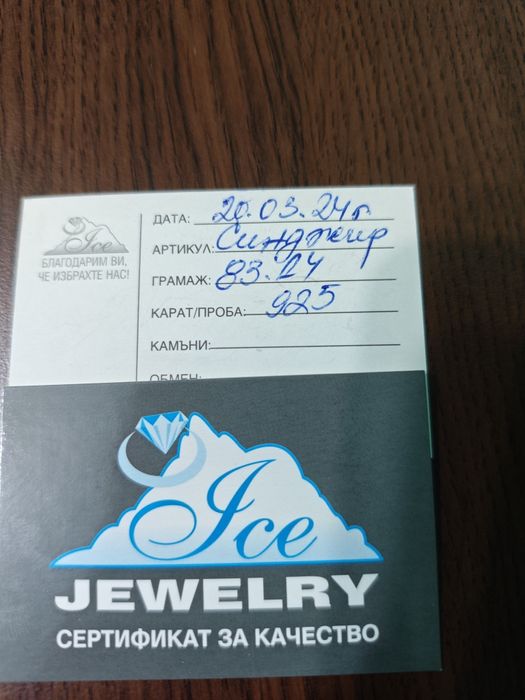 Ice
БЛАГОДАРИМ ВИ,
ЧЕ ИЗБРАХТЕ НАС!
ДАТА: 20.03.24г.
АРТИКУЛ: Синджир
ГРАМАЖ: 83.24
КАРАТ/ПРОБА: 925
КАМЪНИ:
ОБМЕН:
Ice
JEWELRY
СЕРТИФИКАТ ЗА КАЧЕСТВО